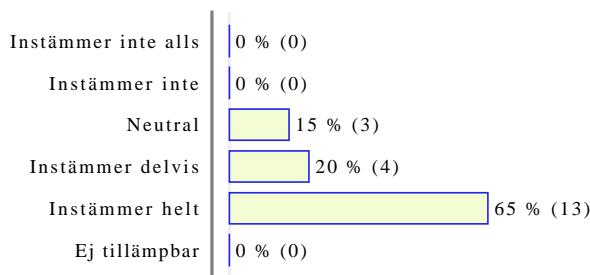 Instämmer inte alls 0 % (0)
Instämmer inte 0 % (0)
Neutral 15 % (3)
Instämmer delvis 20 % (4)
Instämmer helt 65 % (13)
Ej tillämpbar 0 % (0)